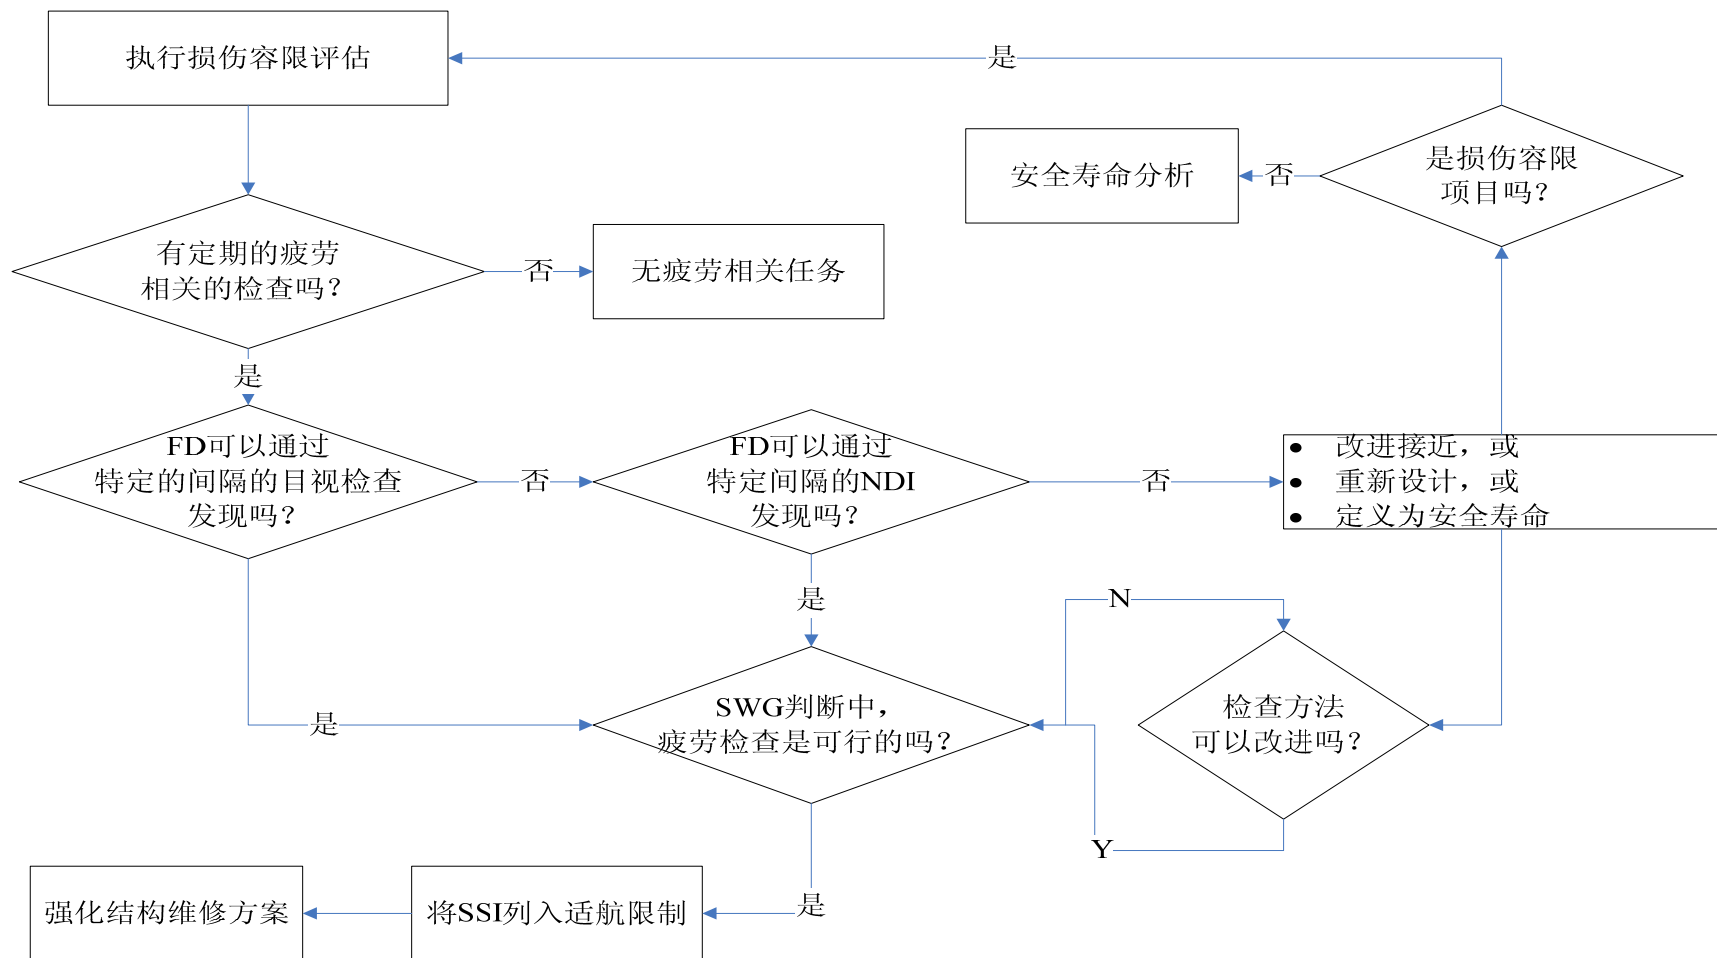 执行损伤容限评估
是
安全寿命分析
否
是损伤容限
项目吗？
有定期的疲劳
相关的检查吗？
否
无疲劳相关任务
是
FD可以通过
特定的间隔的目视检查
发现吗？
否
FD可以通过
特定间隔的NDI
发现吗？
否
● 改进接近，或
● 重新设计，或
● 定义为安全寿命
是
N
是
SWG判断中，
疲劳检查是可行的吗？
检查方法
可以改进吗？
Y
是
将SSI列入适航限制
强化结构维修方案